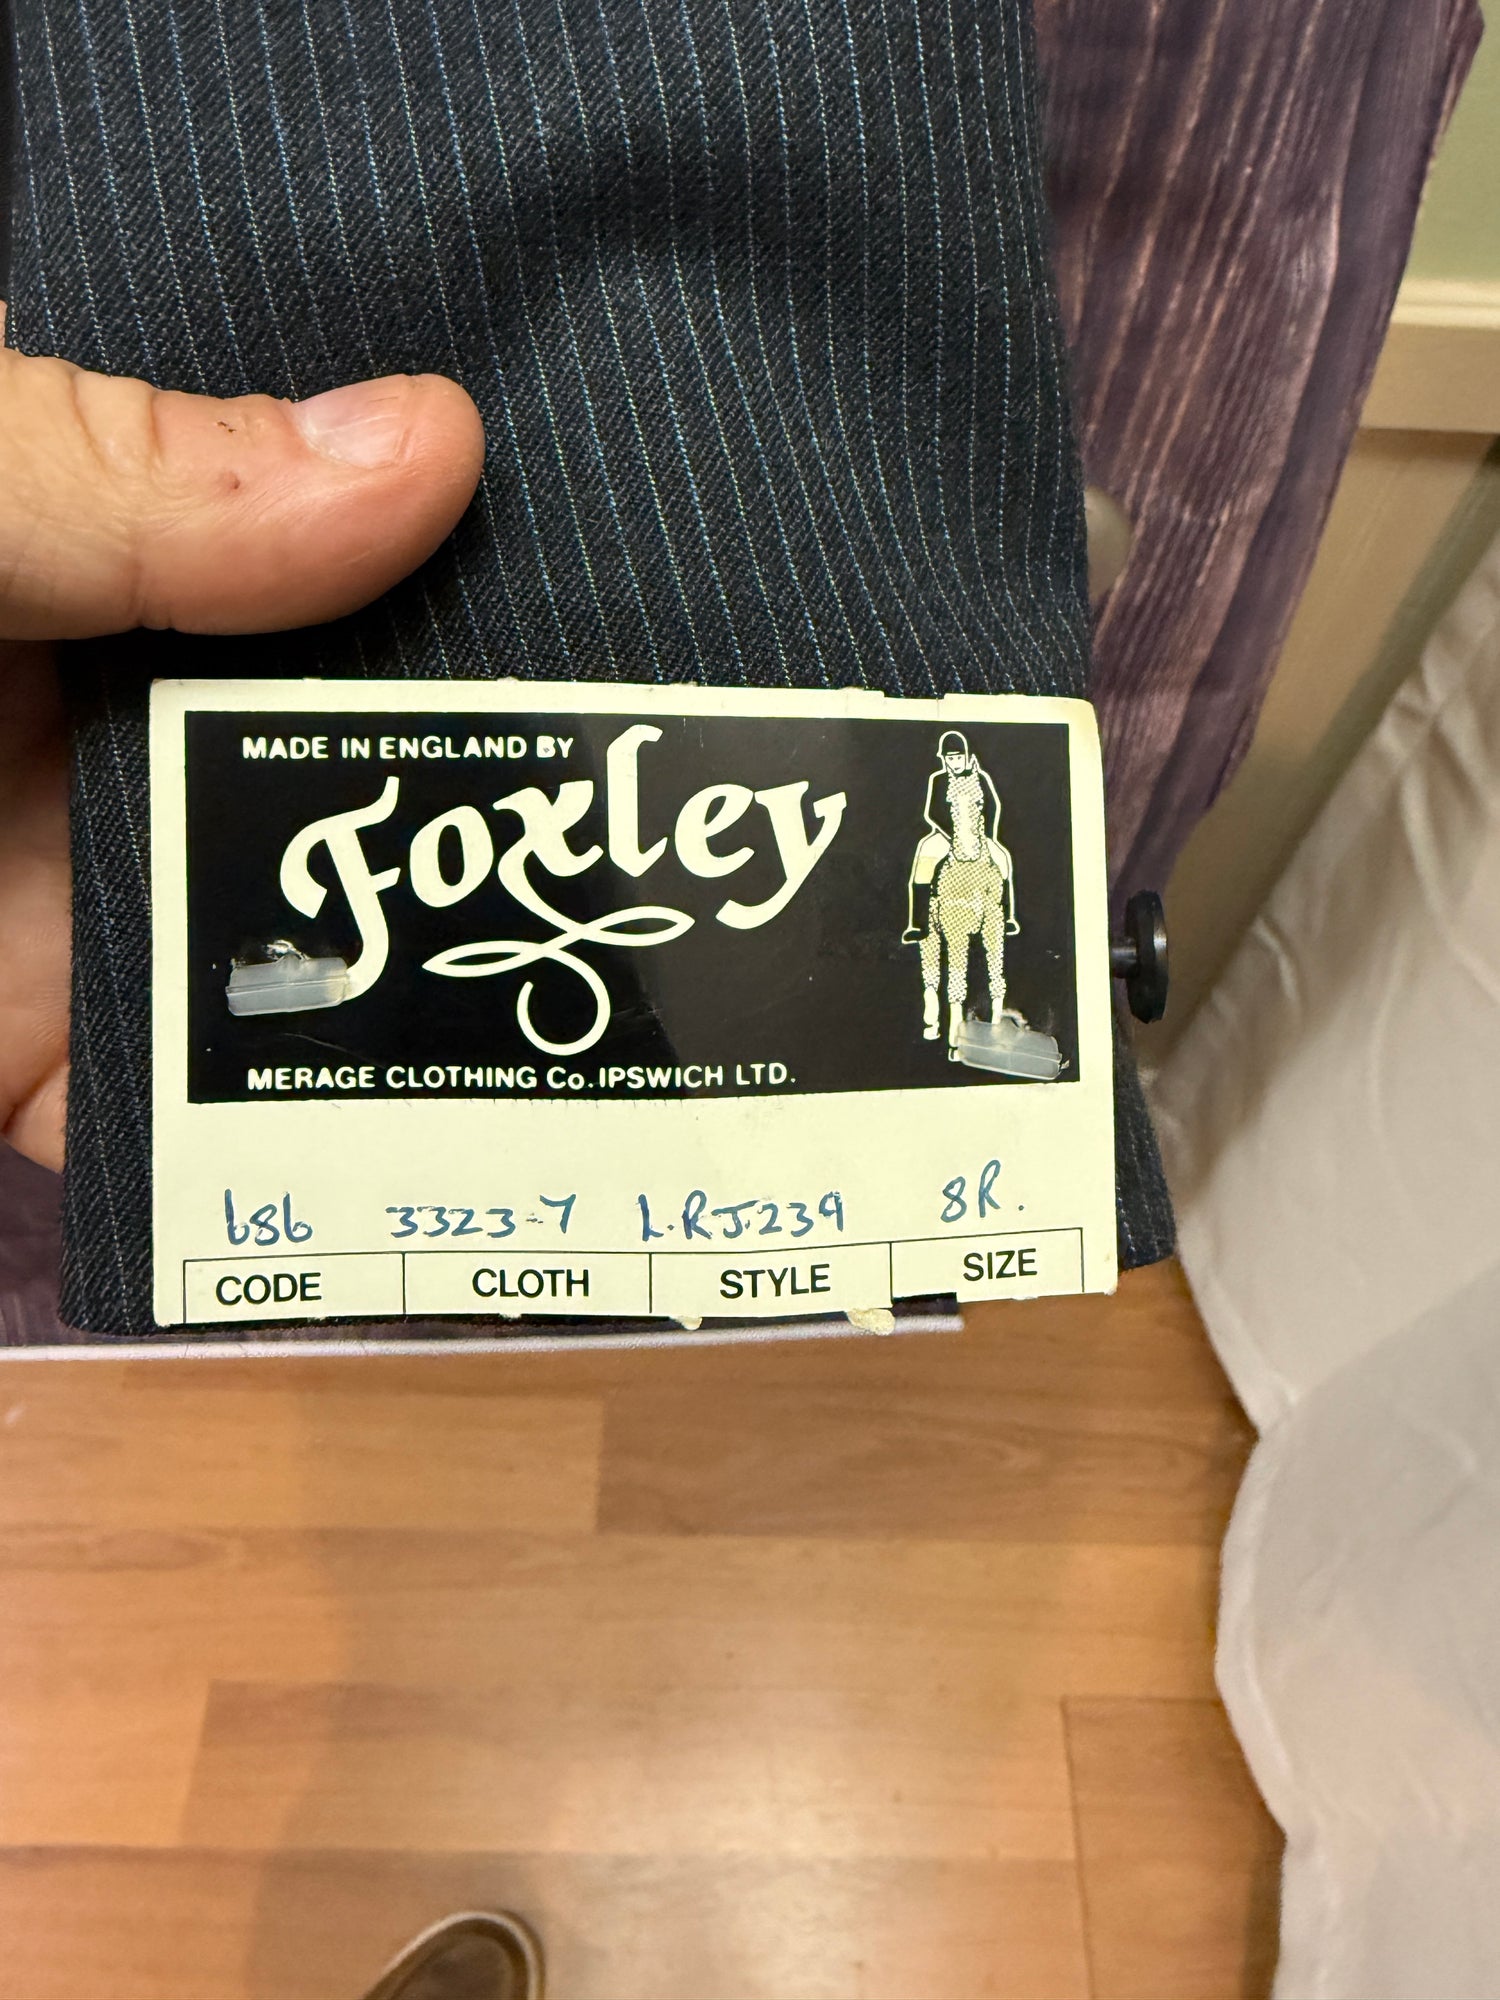 MADE IN ENGLAND BY
Foxley
MERAGE CLOTHING Co. IPSWICH LTD.
686 3323-7 L.R.J.239 8R.
CODE CLOTH STYLE SIZE